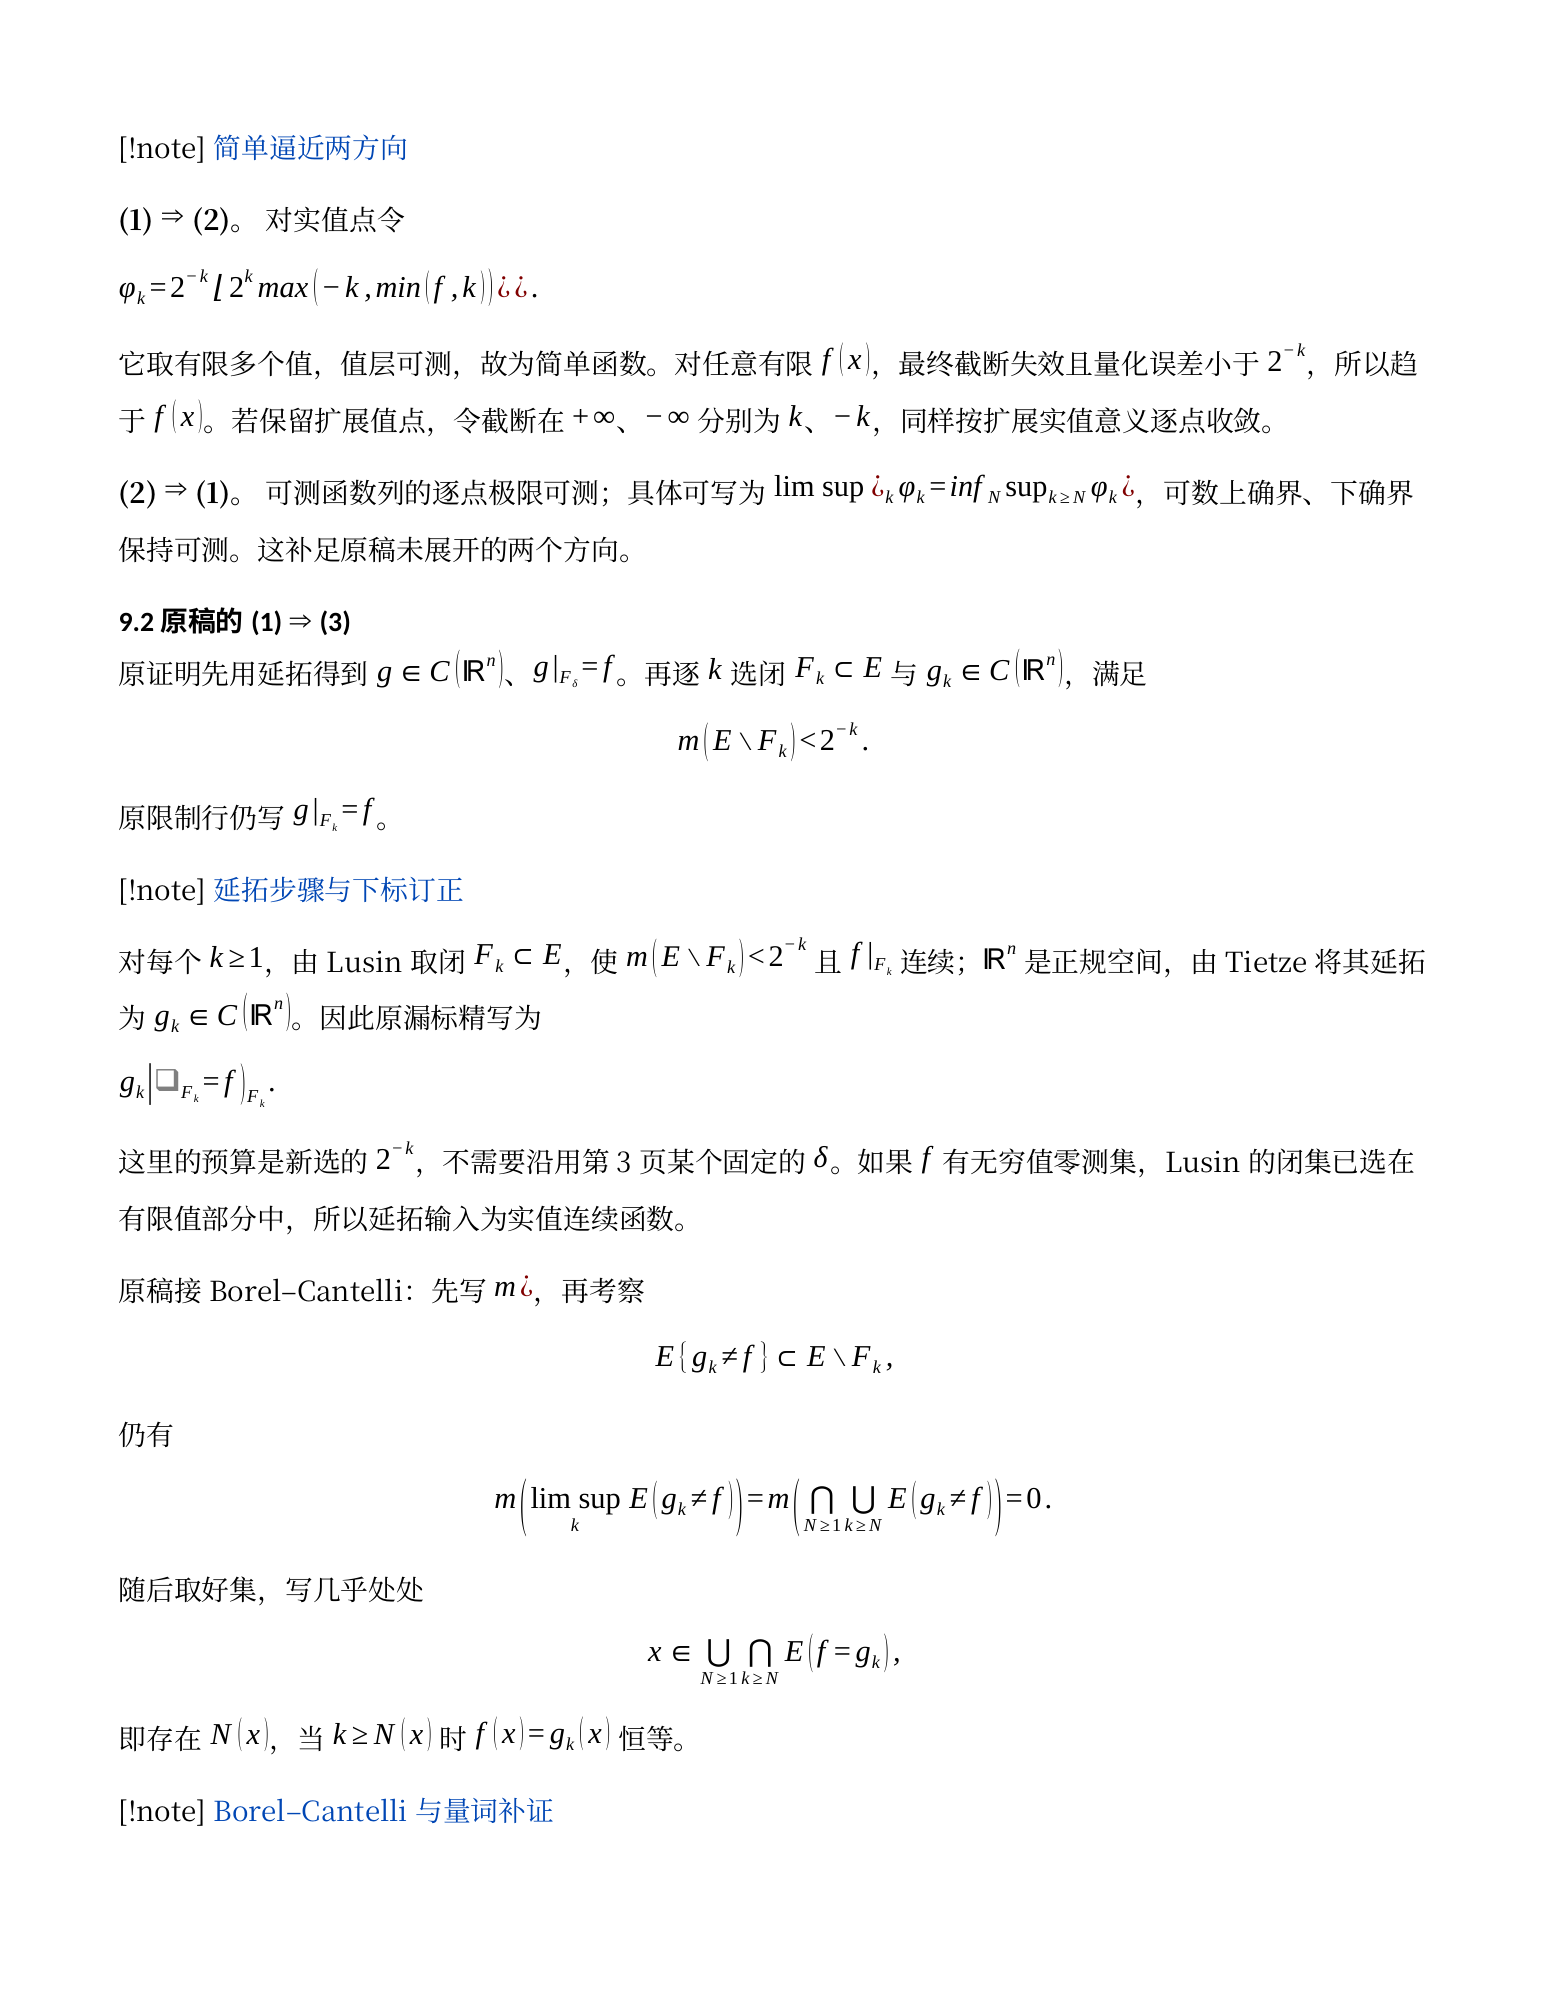 [!note] 简单逼近两方向
(1) ⇒ (2)。 对实值点令
φ_k = 2^{−k} ⌊ 2^k max(−k, min(f, k)) ¿¿.
它取有限多个值，值层可测，故为简单函数。对任意有限 f(x)，最终截断失效且量化误差小于 2^{−k}，所以趋
于 f(x)。若保留扩展值点，令截断在 +∞、−∞ 分别为 k、−k，同样按扩展实值意义逐点收敛。
(2) ⇒ (1)。 可测函数列的逐点极限可测；具体可写为 lim sup ¿_k φ_k = inf_N sup_{k≥N} φ_k ¿，可数上确界、下确界
保持可测。这补足原稿未展开的两个方向。
9.2 原稿的 (1) ⇒ (3)
原证明先用延拓得到 g ∈ C(ℝ^n)、g|_{F_δ} = f。再逐 k 选闭 F_k ⊂ E 与 g_k ∈ C(ℝ^n)，满足
m(E ∖ F_k) < 2^{−k}.
原限制行仍写 g|_{F_k} = f。
[!note] 延拓步骤与下标订正
对每个 k ≥ 1，由 Lusin 取闭 F_k ⊂ E，使 m(E ∖ F_k) < 2^{−k} 且 f|_{F_k} 连续；ℝ^n 是正规空间，由 Tietze 将其延拓
为 g_k ∈ C(ℝ^n)。因此原漏标精写为
g_k|❑_{F_k} = f)_{F_k}.
这里的预算是新选的 2^{−k}，不需要沿用第 3 页某个固定的 δ。如果 f 有无穷值零测集，Lusin 的闭集已选在
有限值部分中，所以延拓输入为实值连续函数。
原稿接 Borel–Cantelli：先写 m¿，再考察
E{g_k ≠ f} ⊂ E ∖ F_k,
仍有
m(lim sup_k E(g_k ≠ f)) = m(⋂_{N≥1} ⋃_{k≥N} E(g_k ≠ f)) = 0.
随后取好集，写几乎处处
x ∈ ⋃_{N≥1} ⋂_{k≥N} E(f = g_k),
即存在 N(x)，当 k ≥ N(x) 时 f(x) = g_k(x) 恒等。
[!note] Borel–Cantelli 与量词补证